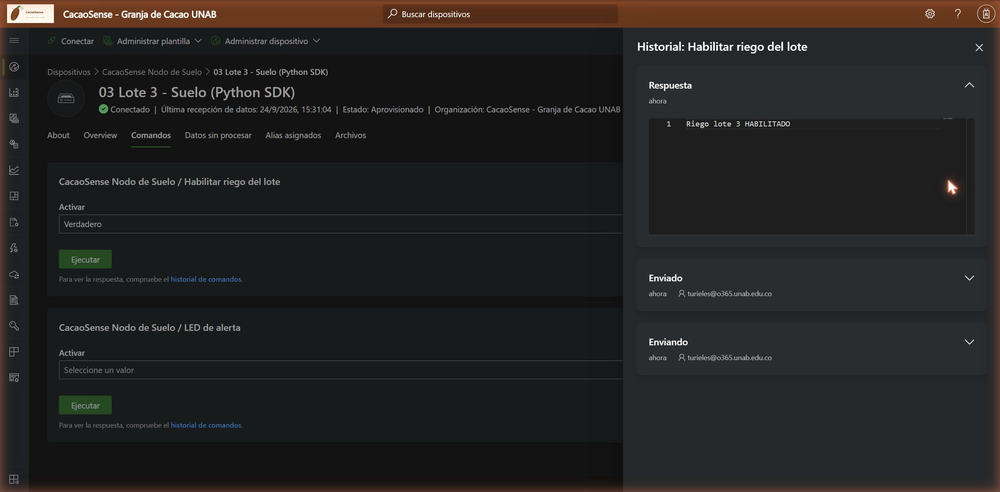 CacaoSense
CacaoSense - Granja de Cacao UNAB
Buscar dispositivos
Conectar
Administrar plantilla
Administrar dispositivo
Dispositivos > CacaoSense Nodo de Suelo > 03 Lote 3 - Suelo (Python SDK)
03 Lote 3 - Suelo (Python SDK)
Conectado | Última recepción de datos: 24/9/2026, 15:31:04 | Estado: Aprovisionado | Organización: CacaoSense - Granja de Cacao UNAB
About
Overview
Comandos
Datos sin procesar
Alias asignados
Archivos
CacaoSense Nodo de Suelo / Habilitar riego del lote
Activar
Verdadero
Ejecutar
Para ver la respuesta, compruebe el historial de comandos.
CacaoSense Nodo de Suelo / LED de alerta
Activar
Seleccione un valor
Ejecutar
Para ver la respuesta, compruebe el historial de comandos.
Historial: Habilitar riego del lote
Respuesta
ahora
1 Riego lote 3 HABILITADO
Enviado
ahora turieles@o365.unab.edu.co
Enviando
ahora turieles@o365.unab.edu.co